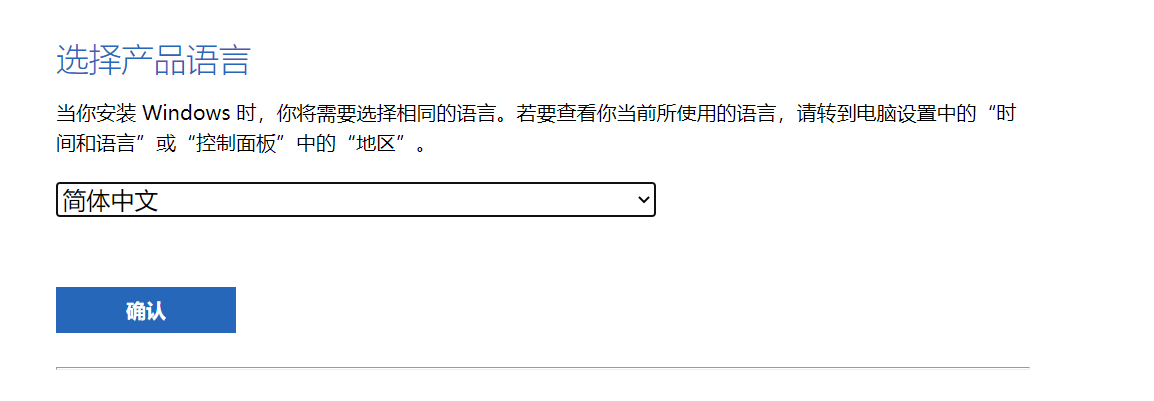 选择产品语言
当你安装 Windows 时，你将需要选择相同的语言。若要查看你当前所使用的语言，请转到电脑设置中的“时
间和语言”或“控制面板”中的“地区”。
简体中文
确认